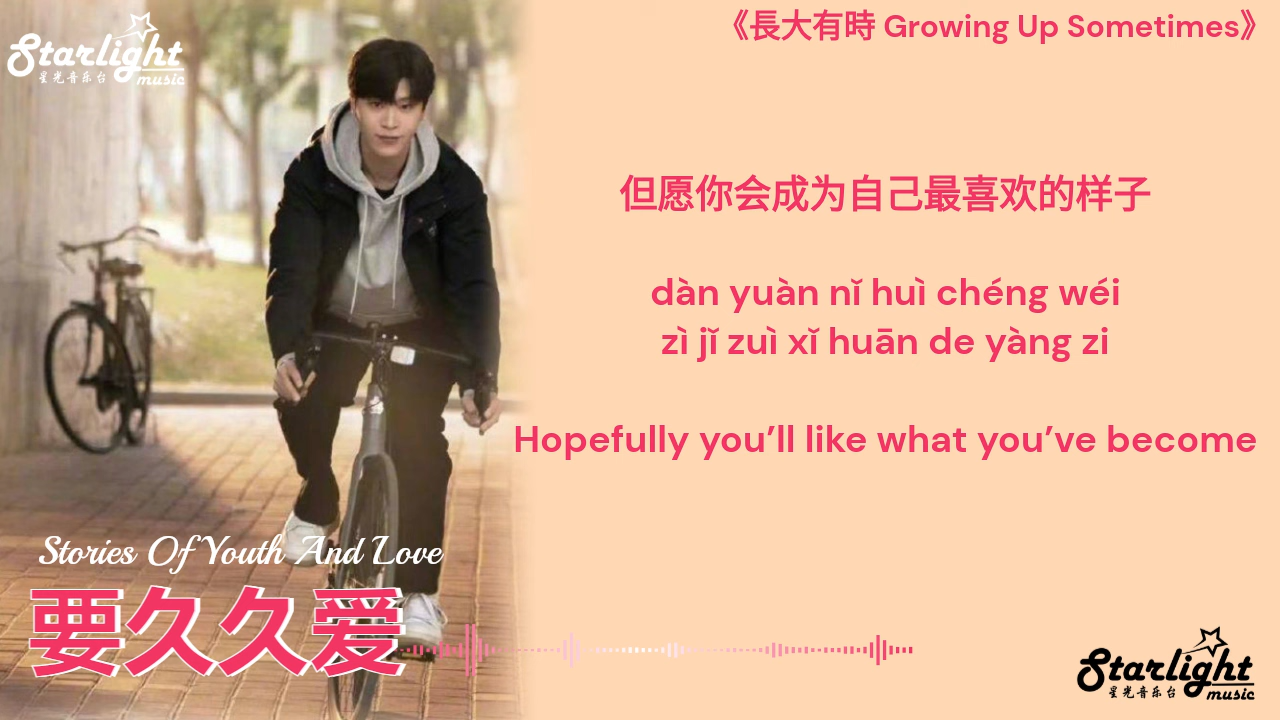 Starlight
星光音乐台 music
《長大有時 Growing Up Sometimes》
但愿你会成为自己最喜欢的样子
dàn yuàn nǐ huì chéng wéi
zì jǐ zuì xǐ huān de yàng zi
Hopefully you’ll like what you’ve become
Stories Of Youth And Love
要久久爱
Starlight
星光音乐台 music